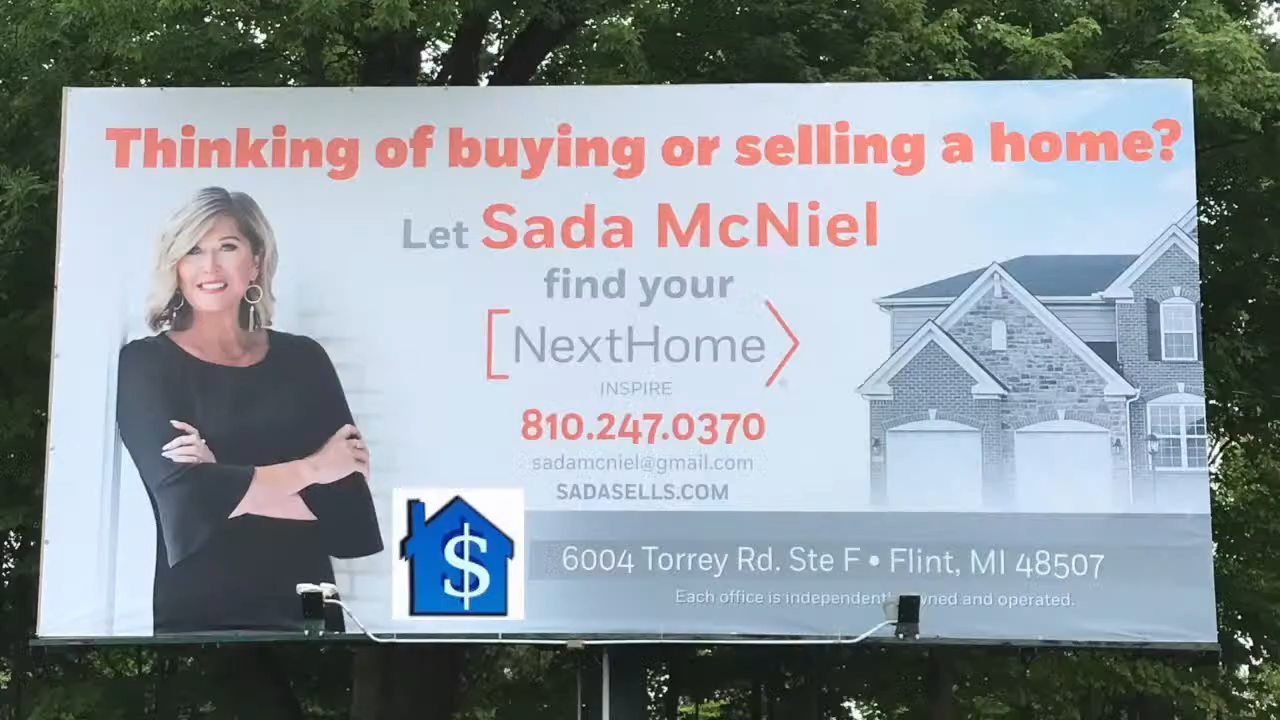 Thinking of buying or selling a home?
Let Sada McNiel
find your
[NextHome>
INSPIRE
810.247.0370
sadamcniel@gmail.com
SADASELLS.COM
$
6004 Torrey Rd. Ste F • Flint, MI 48507
Each office is independent owned and operated.